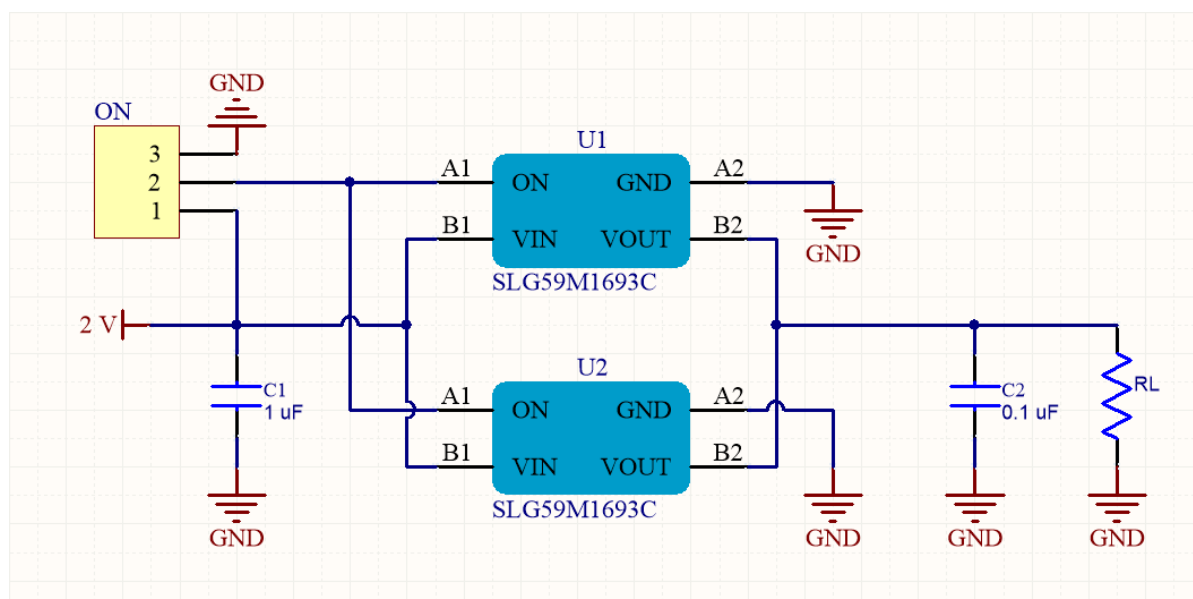 GND
ON
3
2
1
U1
A1
ON
GND
A2
B1
VIN
VOUT
B2
SLG59M1693C
GND
2 V
C1
1 uF
U2
A1
ON
GND
A2
B1
VIN
VOUT
B2
SLG59M1693C
C2
0.1 uF
RL
GND
GND
GND
GND